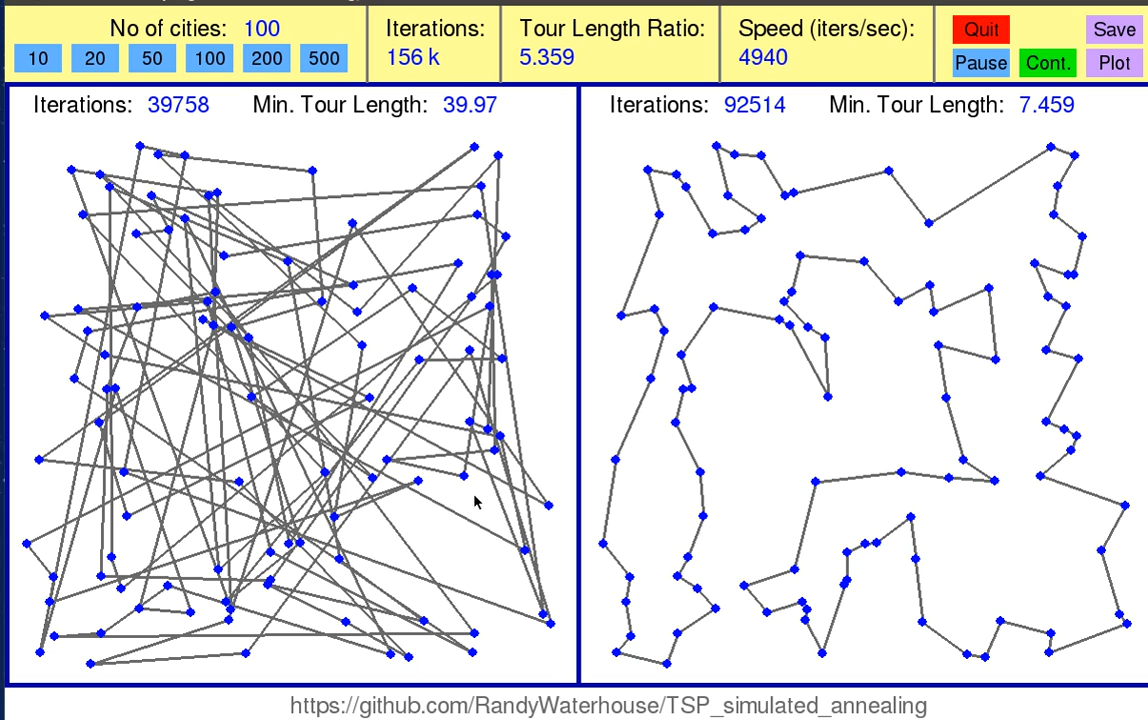 No of cities: 100
10 20 50 100 200 500
Iterations:
156 k
Tour Length Ratio:
5.359
Speed (iters/sec):
4940
Quit Save
Pause Cont. Plot
Iterations: 39758 Min. Tour Length: 39.97
Iterations: 92514 Min. Tour Length: 7.459
https://github.com/RandyWaterhouse/TSP_simulated_annealing